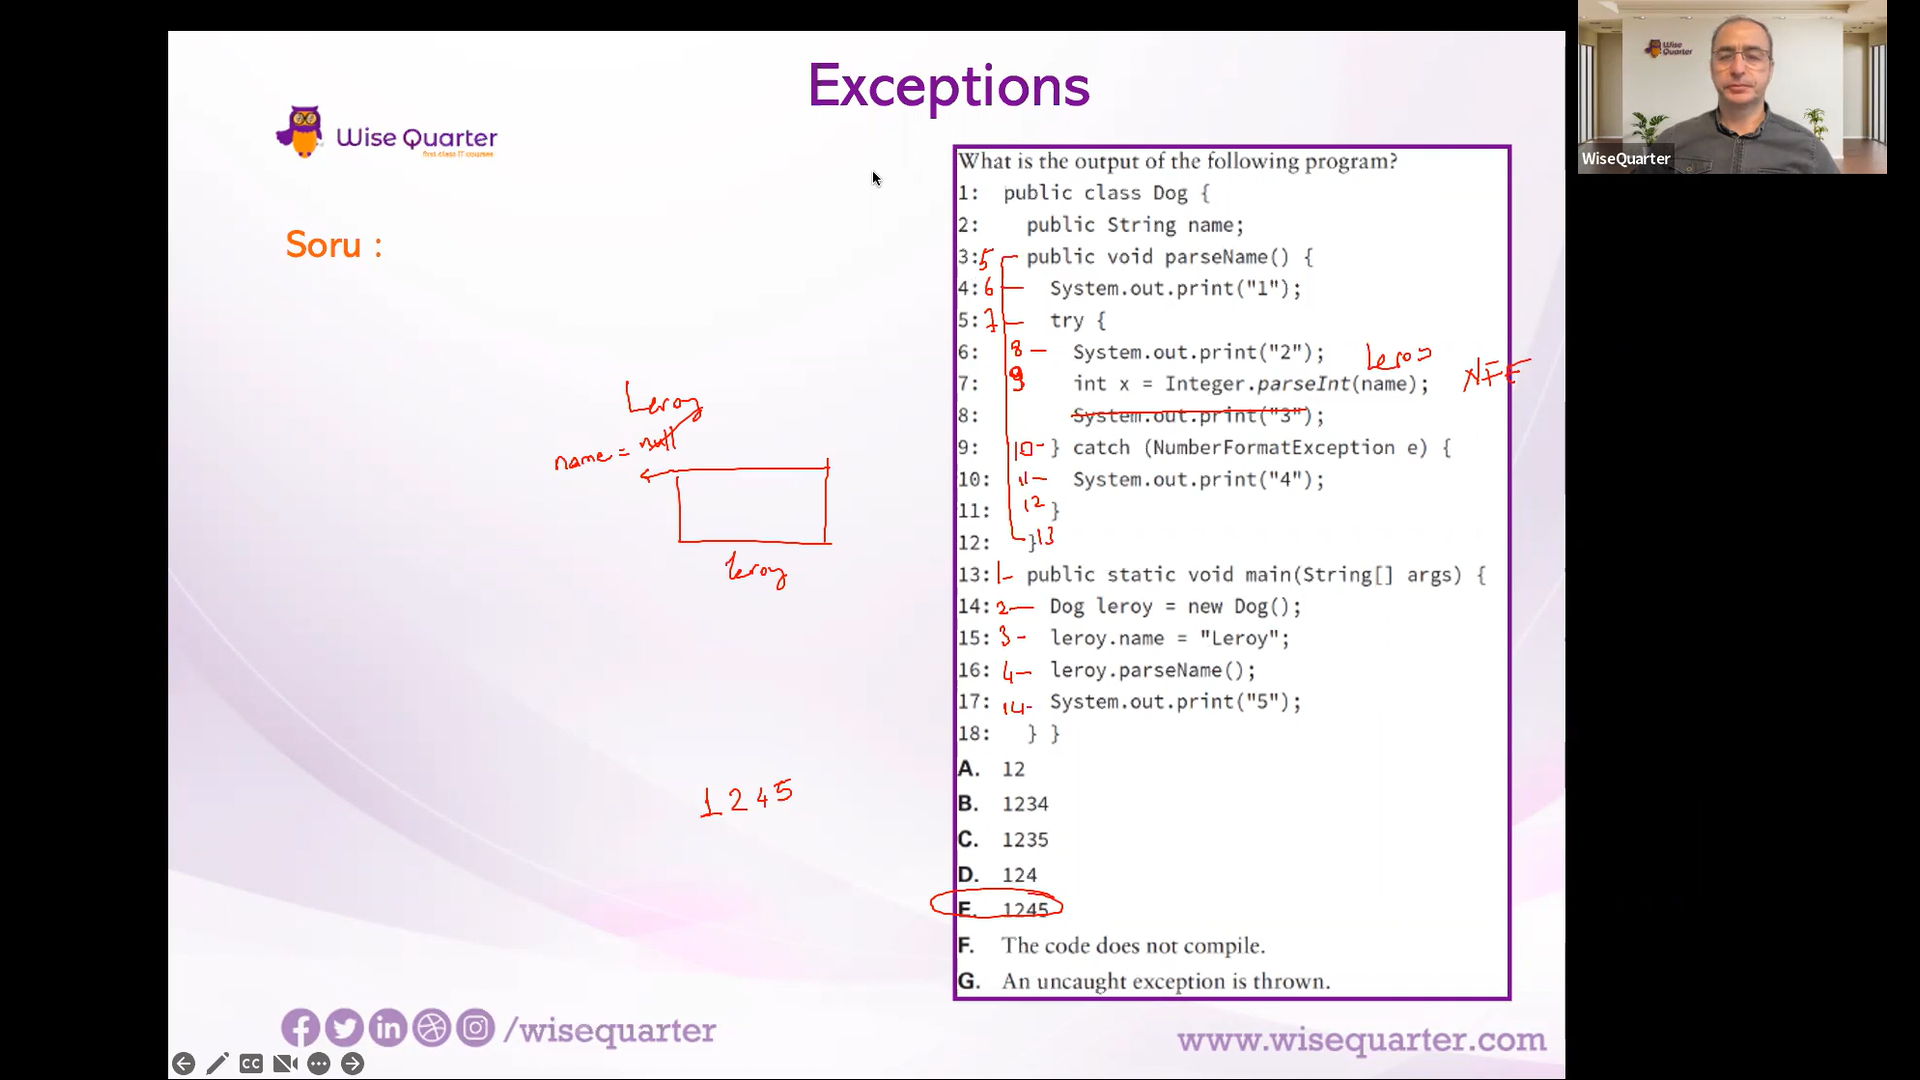 Exceptions
Wise Quarter
first class IT courses
Wise Quarter
WiseQuarter
Soru :
What is the output of the following program?
1: public class Dog {
2: public String name;
3: 5 public void parseName() {
4: 6 System.out.print("1");
5: 7 try {
6: 8 System.out.print("2"); Leroy
7: 9 int x = Integer.parseInt(name); NFE
8: System.out.print("3");
9: 10 } catch (NumberFormatException e) {
10: 11 System.out.print("4");
11: 12 }
12: } 13
13: 1 public static void main(String[] args) {
14: 2 Dog leroy = new Dog();
15: 3 leroy.name = "Leroy";
16: 4 leroy.parseName();
17: 14 System.out.print("5");
18: } }
A. 12
B. 1234
C. 1235
D. 124
E. 1245
F. The code does not compile.
G. An uncaught exception is thrown.
Leroy
name = null
leroy
1245
/wisequarter
www.wisequarter.com
CC